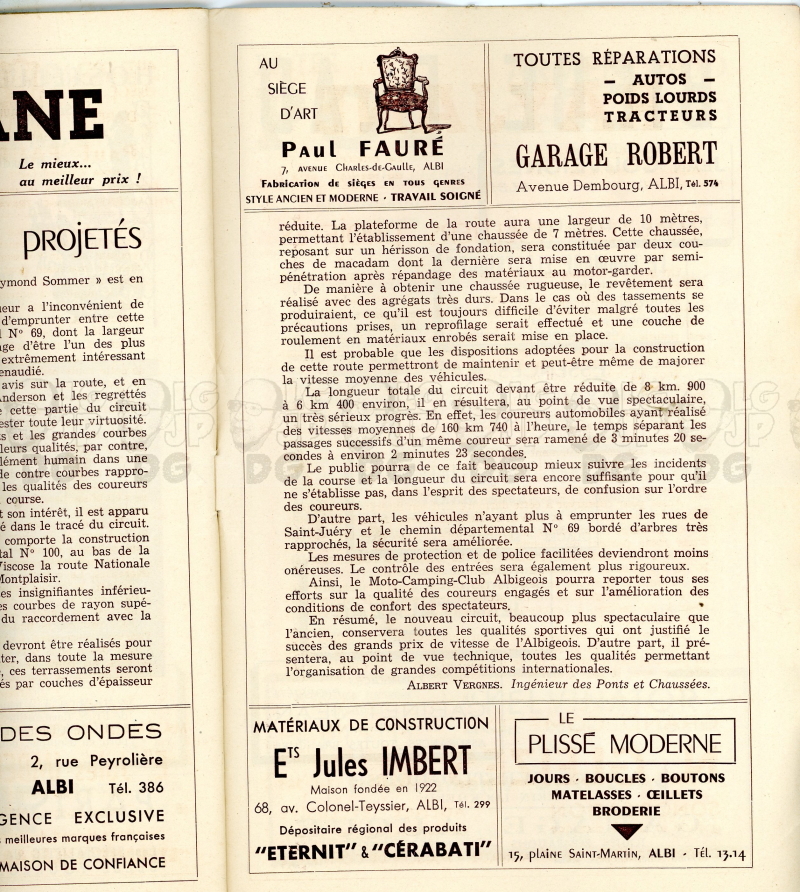 ANE
Le mieux...
au meilleur prix !
PROJETÉS
ymond Sommer » est en
ueur a l'inconvénient de
d'emprunter entre cette
l N° 69, dont la largeur
age d'être l'un des plus
extrêmement intéressant
enaudié.
avis sur la route, et en
Anderson et les regrettés
e cette partie du circuit
ester toute leur virtuosité.
s et les grandes courbes
leurs qualités, par contre,
lément humain dans une
de contre courbes rappro-
les qualités des coureurs
course.
t son intérêt, il est apparu
é dans le tracé du circuit.
comporte la construction
tal N° 100, au bas de la
Viscose la route Nationale
Montplaisir.
es insignifiantes inférieu-
es courbes de rayon supé-
du raccordement avec la
devront être réalisés pour
ter, dans toute la mesure
, ces terrassements seront
és par couches d'épaisseur
DES ONDES
2, rue Peyrolière
ALBI Tél. 386
GENCE EXCLUSIVE
s meilleures marques françaises
MAISON DE CONFIANCE
AU
SIÈGE
D'ART
Paul FAURÉ
7, AVENUE CHARLES-DE-GAULLE, ALBI
Fabrication de sièges en tous genres
STYLE ANCIEN ET MODERNE - TRAVAIL SOIGNÉ
TOUTES RÉPARATIONS
— AUTOS —
POIDS LOURDS
TRACTEURS
GARAGE ROBERT
Avenue Dembourg, ALBI, Tél. 574
réduite. La plateforme de la route aura une largeur de 10 mètres,
permettant l'établissement d'une chaussée de 7 mètres. Cette chaussée,
reposant sur un hérisson de fondation, sera constituée par deux cou-
ches de macadam dont la dernière sera mise en œuvre par semi-
pénétration après répandage des matériaux au motor-garder.
De manière à obtenir une chaussée rugueuse, le revêtement sera
réalisé avec des agrégats très durs. Dans le cas où des tassements se
produiraient, ce qu'il est toujours difficile d'éviter malgré toutes les
précautions prises, un reprofilage serait effectué et une couche de
roulement en matériaux enrobés serait mise en place.
Il est probable que les dispositions adoptées pour la construction
de cette route permettront de maintenir et peut-être même de majorer
la vitesse moyenne des véhicules.
La longueur totale du circuit devant être réduite de 8 km. 900
à 6 km 400 environ, il en résultera, au point de vue spectaculaire,
un très sérieux progrès. En effet, les coureurs automobiles ayant réalisé
des vitesses moyennes de 160 km 740 à l'heure, le temps séparant les
passages successifs d'un même coureur sera ramené de 3 minutes 20 se-
condes à environ 2 minutes 23 secondes.
Le public pourra de ce fait beaucoup mieux suivre les incidents
de la course et la longueur du circuit sera encore suffisante pour qu'il
ne s'établisse pas, dans l'esprit des spectateurs, de confusion sur l'ordre
des coureurs.
D'autre part, les véhicules n'ayant plus à emprunter les rues de
Saint-Juéry et le chemin départemental N° 69 bordé d'arbres très
rapprochés, la sécurité sera améliorée.
Les mesures de protection et de police facilitées deviendront moins
onéreuses. Le contrôle des entrées sera également plus rigoureux.
Ainsi, le Moto-Camping-Club Albigeois pourra reporter tous ses
efforts sur la qualité des coureurs engagés et sur l'amélioration des
conditions de confort des spectateurs.
En résumé, le nouveau circuit, beaucoup plus spectaculaire que
l'ancien, conservera toutes les qualités sportives qui ont justifié le
succès des grands prix de vitesse de l'Albigeois. D'autre part, il pré-
sentera, au point de vue technique, toutes les qualités permettant
l'organisation de grandes compétitions internationales.
ALBERT VERGNES. Ingénieur des Ponts et Chaussées.
MATÉRIAUX DE CONSTRUCTION
Ets Jules IMBERT
Maison fondée en 1922
68, av. Colonel-Teyssier, ALBI, Tél. 299
Dépositaire régional des produits
"ETERNIT" & "CÉRABATI"
LE
PLISSÉ MODERNE
JOURS - BOUCLES - BOUTONS
MATELASSES - ŒILLETS
BRODERIE
15, plaine Saint-Martin, ALBI - Tél. 13.14